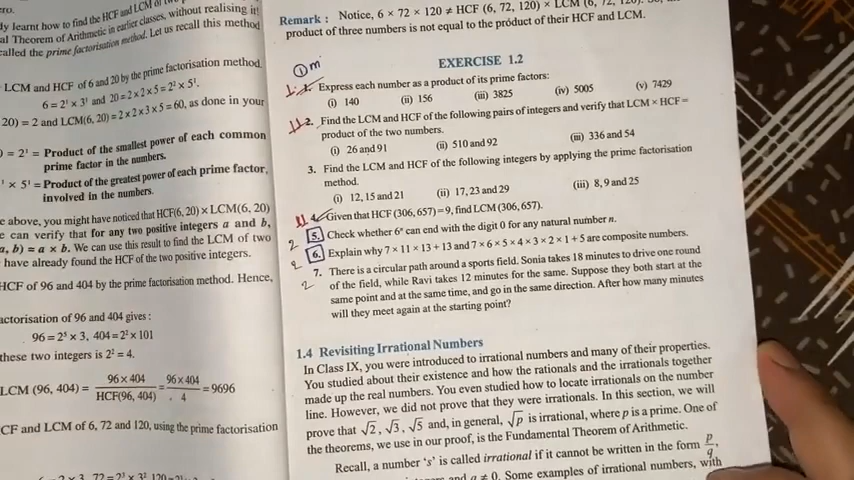 ro.
ly learnt how to find the HCF and LCM of two
al Theorem of Arithmetic in earlier classes, without realising it!
called the prime factorisation method. Let us recall this method
LCM and HCF of 6 and 20 by the prime factorisation method.
6 = 2¹ × 3¹ and 20 = 2 × 2 × 5 = 2² × 5¹.
20) = 2 and LCM(6, 20) = 2 × 2 × 3 × 5 = 60, as done in your
) = 2¹ = Product of the smallest power of each common
prime factor in the numbers.
¹ × 5¹ = Product of the greatest power of each prime factor,
involved in the numbers.
e above, you might have noticed that HCF(6, 20) × LCM(6, 20)
e can verify that for any two positive integers a and b,
a, b) = a × b. We can use this result to find the LCM of two
have already found the HCF of the two positive integers.
HCF of 96 and 404 by the prime factorisation method. Hence,
actorisation of 96 and 404 gives :
96 = 2⁵ × 3, 404 = 2² × 101
these two integers is 2² = 4.
LCM (96, 404) = 96 × 404 / HCF(96, 404) = 96 × 404 / 4 = 9696
CF and LCM of 6, 72 and 120, using the prime factorisation
Remark : Notice, 6 × 72 × 120 ≠ HCF (6, 72, 120) × LCM (6, 72, 120).
product of three numbers is not equal to the product of their HCF and LCM.
① m
EXERCISE 1.2
1. Express each number as a product of its prime factors:
(i) 140 (ii) 156 (iii) 3825 (iv) 5005 (v) 7429
2. Find the LCM and HCF of the following pairs of integers and verify that LCM × HCF =
product of the two numbers.
(i) 26 and 91 (ii) 510 and 92 (iii) 336 and 54
3. Find the LCM and HCF of the following integers by applying the prime factorisation
method.
(i) 12, 15 and 21 (ii) 17, 23 and 29 (iii) 8, 9 and 25
4. Given that HCF (306, 657) = 9, find LCM (306, 657).
2 5. Check whether 6ⁿ can end with the digit 0 for any natural number n.
2 6. Explain why 7 × 11 × 13 + 13 and 7 × 6 × 5 × 4 × 3 × 2 × 1 + 5 are composite numbers.
7. There is a circular path around a sports field. Sonia takes 18 minutes to drive one round
2 of the field, while Ravi takes 12 minutes for the same. Suppose they both start at the
same point and at the same time, and go in the same direction. After how many minutes
will they meet again at the starting point?
1.4 Revisiting Irrational Numbers
In Class IX, you were introduced to irrational numbers and many of their properties.
You studied about their existence and how the rationals and the irrationals together
made up the real numbers. You even studied how to locate irrationals on the number
line. However, we did not prove that they were irrationals. In this section, we will
prove that √2, √3, √5 and, in general, √p is irrational, where p is a prime. One of
the theorems, we use in our proof, is the Fundamental Theorem of Arithmetic.
Recall, a number 's' is called irrational if it cannot be written in the form p/q,
and q ≠ 0. Some examples of irrational numbers, with